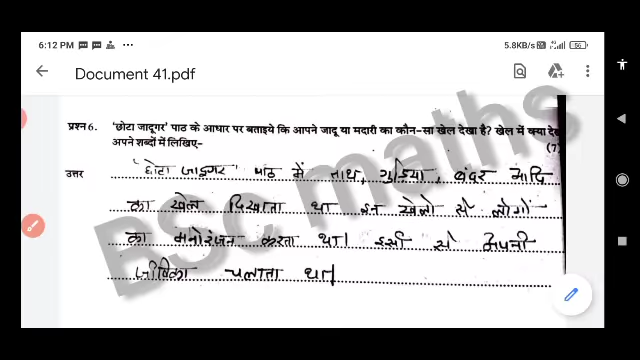 6:12 PM
5.8KB/s
56
Document 41.pdf
प्रश्न 6. 'छोटा जादूगर' पाठ के आधार पर बताइये कि आपने जादू या मदारी का कौन-सा खेल देखा है? खेल में क्या देख
अपने शब्दों में लिखिए-
(7)
उत्तर "छोटा जादुगर" पाठ में ताश, गुड़िया, बंदर आदि
का खेल दिखाता था इन खेलो से लोगों
का मनोरंजन करता था। इसी से अपनी
जीविका चलाता था
BSC maths